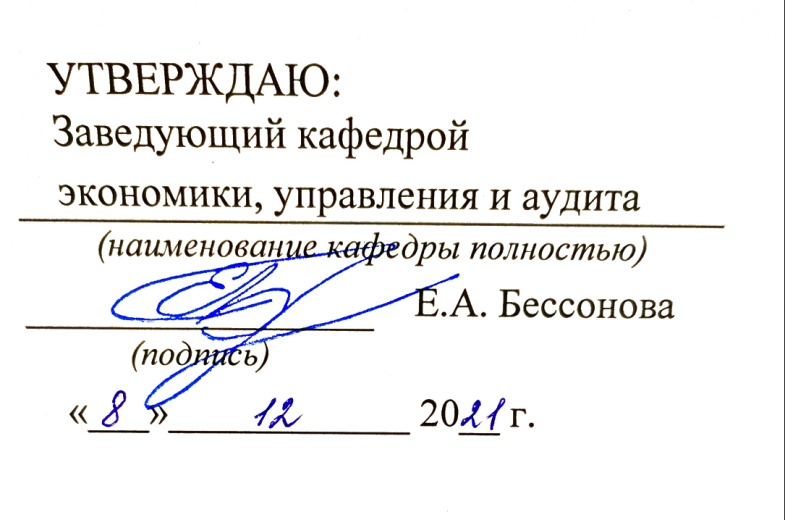 УТВЕРЖДАЮ:
Заведующий кафедрой
экономики, управления и аудита
(наименование кафедры полностью)
Е.А. Бессонова
(подпись)
«8» 12 2021 г.